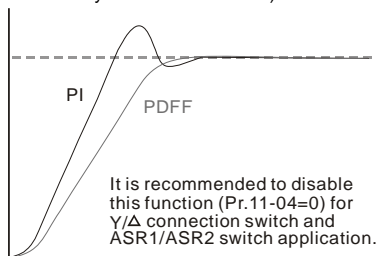 PI
PDFF
It is recommended to disable
this function (Pr.11-04=0) for
Y/Δ connection switch and
ASR1/ASR2 switch application.